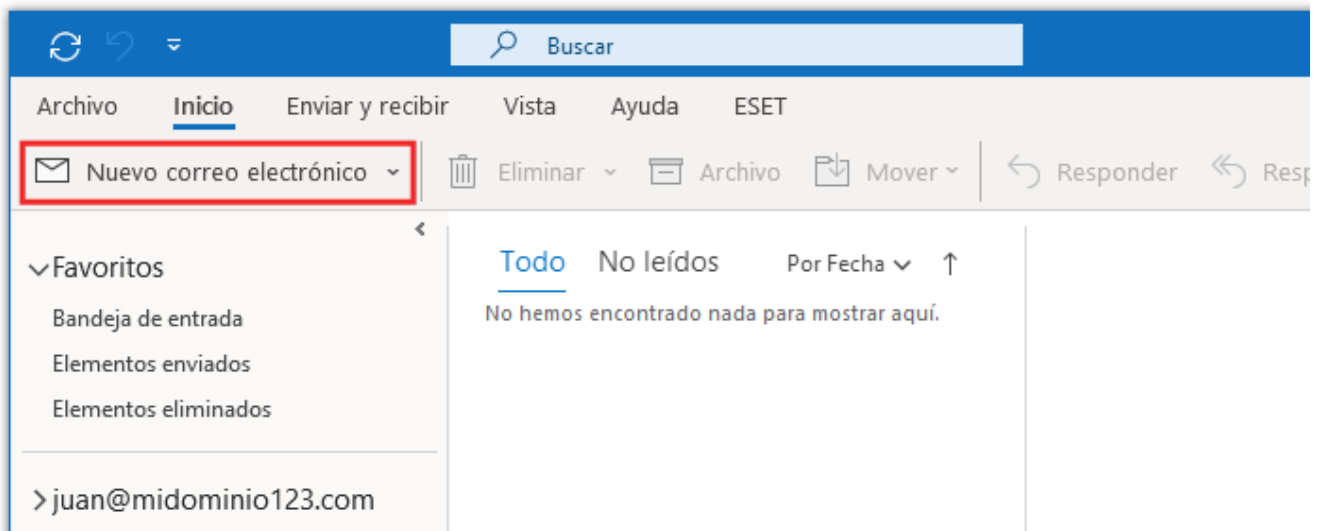 Buscar
Archivo Inicio Enviar y recibir Vista Ayuda ESET
Nuevo correo electrónico Eliminar Archivo Mover Responder Resp
Favoritos
Bandeja de entrada
Elementos enviados
Elementos eliminados
juan@midominio123.com
Todo No leídos Por Fecha
No hemos encontrado nada para mostrar aquí.